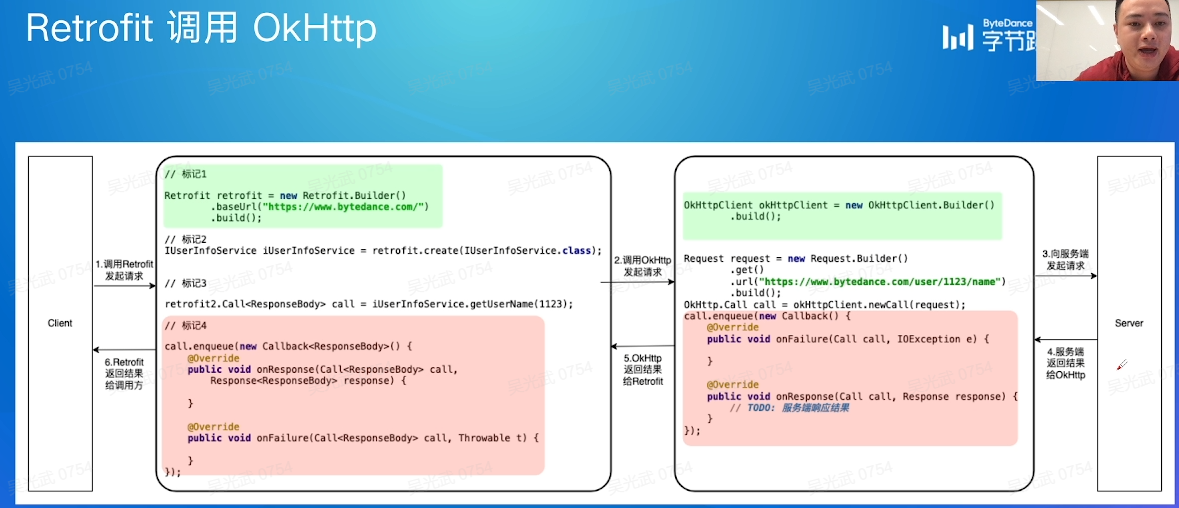 Retrofit 调用 OkHttp
ByteDance
字节跳
Client
1.调用Retrofit
发起请求
6.Retrofit
返回结果
给调用方
// 标记1
Retrofit retrofit = new Retrofit.Builder()
.baseUrl("https://www.bytedance.com/")
.build();
// 标记2
IUserInfoService iUserInfoService = retrofit.create(IUserInfoService.class);
// 标记3
retrofit2.Call<ResponseBody> call = iUserInfoService.getUserName(1123);
// 标记4
call.enqueue(new Callback<ResponseBody>() {
@Override
public void onResponse(Call<ResponseBody> call,
Response<ResponseBody> response) {
}
@Override
public void onFailure(Call<ResponseBody> call, Throwable t) {
}
});
2.调用OkHttp
发起请求
5.OkHttp
返回结果
给Retrofit
OkHttpClient okHttpClient = new OkHttpClient.Builder()
.build();
Request request = new Request.Builder()
.get()
.url("https://www.bytedance.com/user/1123/name")
.build();
OkHttp.Call call = okHttpClient.newCall(request);
call.enqueue(new Callback() {
@Override
public void onFailure(Call call, IOException e) {
}
@Override
public void onResponse(Call call, Response response) {
// TODO: 服务端响应结果
}
});
3.向服务端
发起请求
4.服务端
返回结果
给OkHttp
Server
吴光武 0754